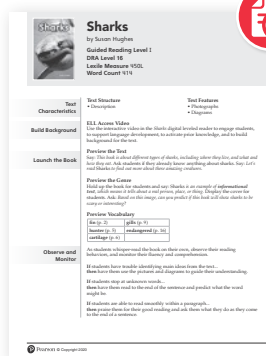 Sharks
Sharks
by Susan Hughes
Guided Reading Level I
DRA Level 16
Lexile Measure 450L
Word Count 414
Text Characteristics
Text Structure
• Description
Text Features
• Photographs
• Diagrams
Build Background
ELL Access Video
Use the interactive video in the Sharks digital leveled reader to engage students,
to support language development, to activate prior knowledge, and to build
background for the text
Launch the Book
Preview the Text
Say: This book is about different types of sharks, including where they live, and what and
how they eat. Ask students if they already know anything about sharks. Say: Let's
read Sharks to find out more about these amazing creatures.
Preview the Genre
Hold up the book for students and say: Sharks is an example of informational
text, which means it tells about a real person, place, or thing. Display the cover for
students. Ask: Based on this image, can you predict if this book will show sharks to be
scary or interesting?
Preview Vocabulary
fin (p. 2) gills (p. 9)
hunter (p. 5) endangered (p. 16)
cartilage (p. 6)
Observe and Monitor
As students whisper-read the book on their own, observe their reading
behaviors, and monitor their fluency and comprehension.
If students have trouble identifying main ideas from the text...
then have them use the pictures and diagrams to guide their understanding.
If students stop at unknown words...
then have them read to the end of the sentence and predict what the word
might be.
If students are able to read smoothly within a paragraph...
then praise them for their good reading and ask them what they do as they come
to the end of a sentence.
Pearson © Copyright 2022